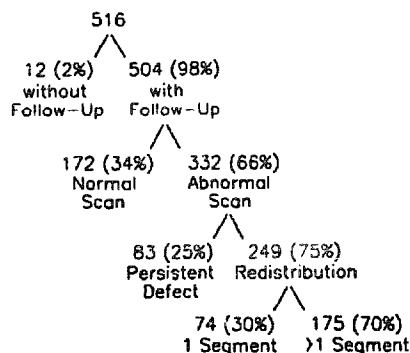 516
12 (2%) 504 (98%)
without with
Follow-Up Follow-Up
172 (34%) 332 (66%)
Normal Abnormal
Scan Scan
83 (25%) 249 (75%)
Persistent Redistribution
Defect
74 (30%) 175 (70%)
1 Segment >1 Segment